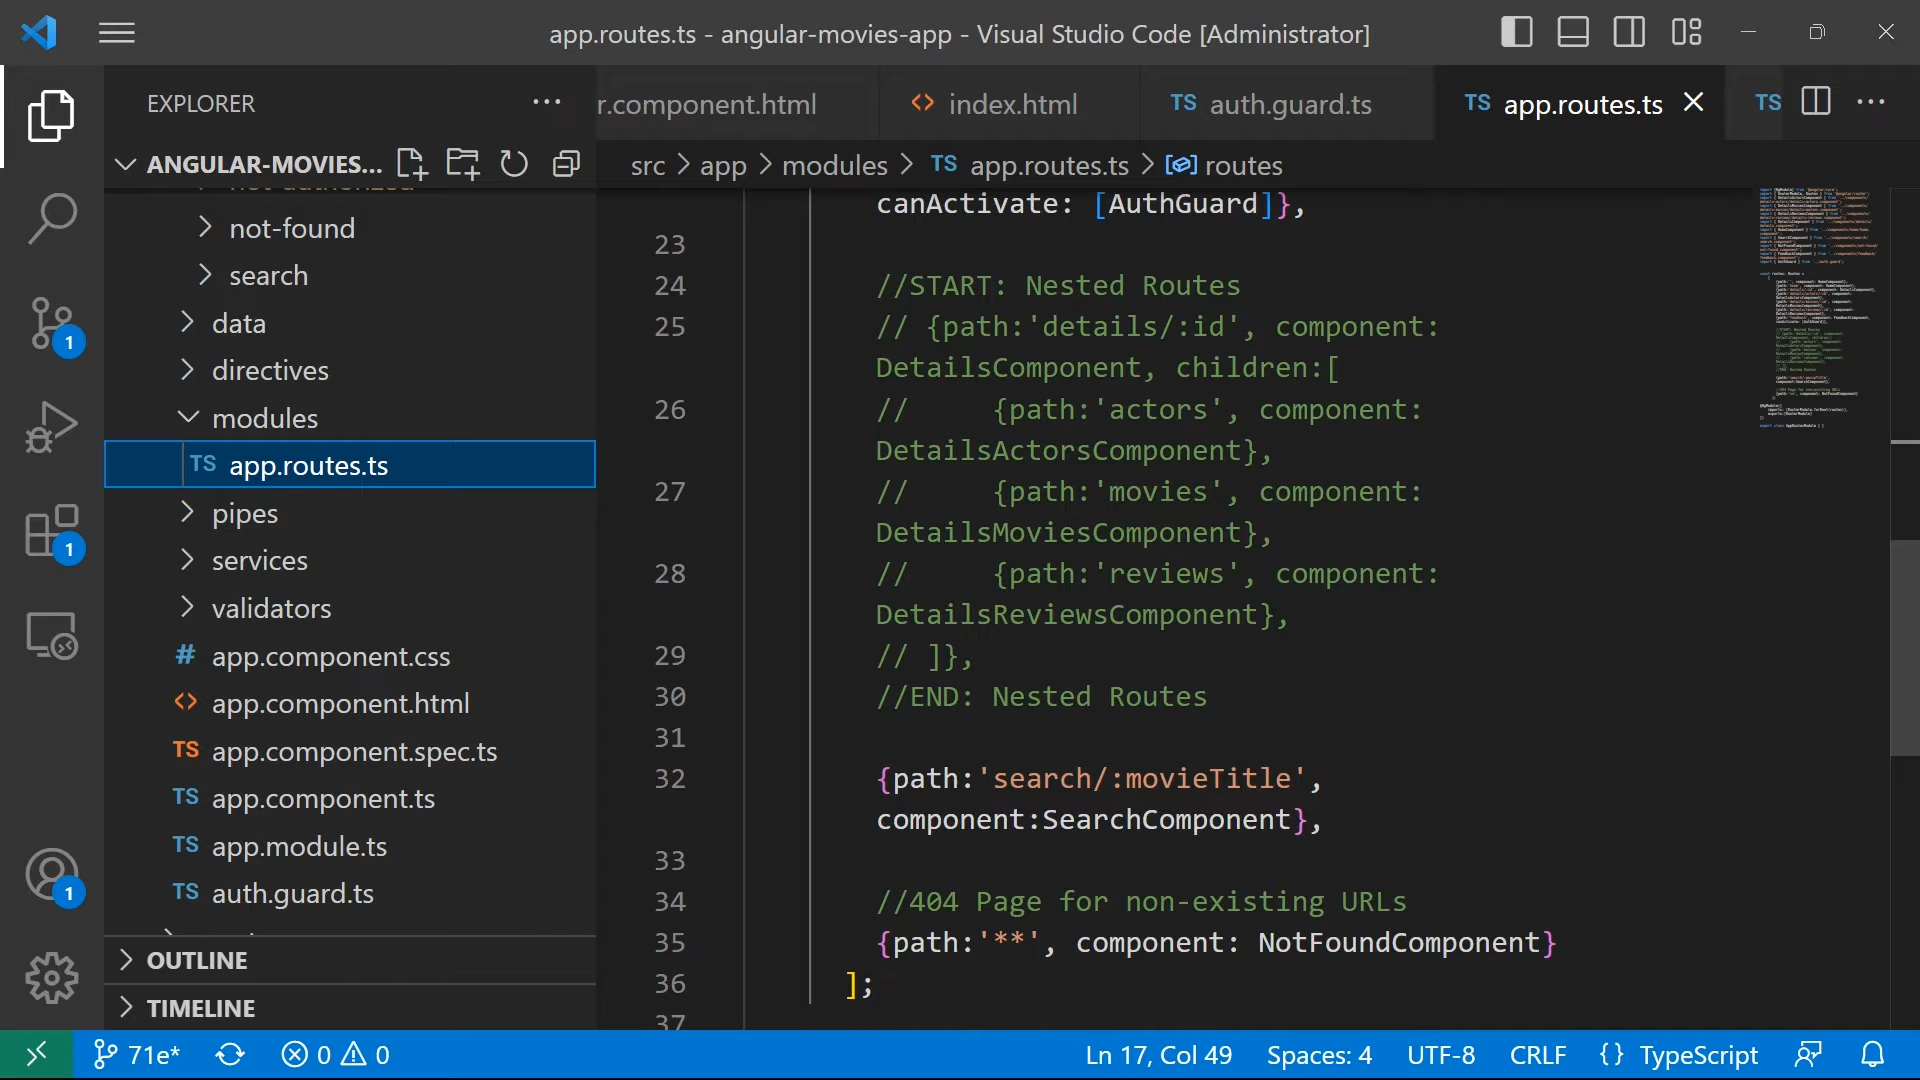 app.routes.ts - angular-movies-app - Visual Studio Code [Administrator]
EXPLORER
r.component.html
index.html
TS auth.guard.ts
TS app.routes.ts
TS
ANGULAR-MOVIES...
src > app > modules > TS app.routes.ts > routes
not-found
search
data
directives
modules
TS app.routes.ts
pipes
services
validators
# app.component.css
<> app.component.html
TS app.component.spec.ts
TS app.component.ts
TS app.module.ts
TS auth.guard.ts
OUTLINE
TIMELINE
1
1
1
canActivate: [AuthGuard]},
23
24 //START: Nested Routes
25 // {path:'details/:id', component:
DetailsComponent, children:[
26 //     {path:'actors', component:
DetailsActorsComponent},
27 //     {path:'movies', component:
DetailsMoviesComponent},
28 //     {path:'reviews', component:
DetailsReviewsComponent},
29 // ]},
30 //END: Nested Routes
31
32 {path:'search/:movieTitle',
component:SearchComponent},
33
34 //404 Page for non-existing URLs
35 {path:'**', component: NotFoundComponent}
36 ];
37
71e* 0 0 Ln 17, Col 49 Spaces: 4 UTF-8 CRLF {} TypeScript